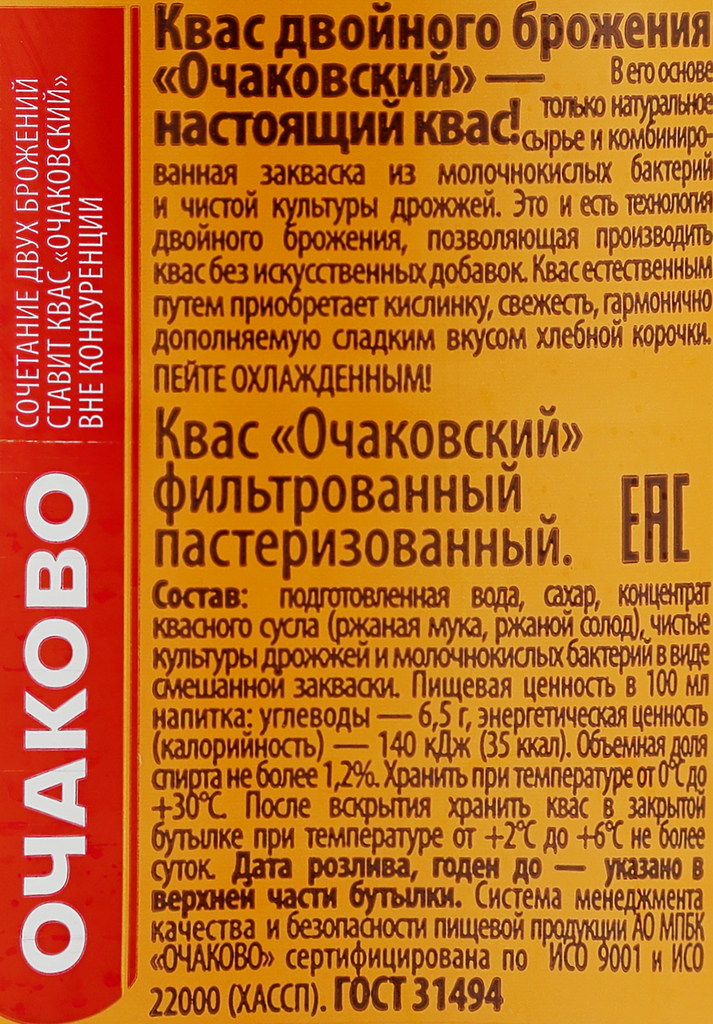 СОЧЕТАНИЕ ДВУХ БРОЖЕНИЙ
СТАВИТ КВАС «ОЧАКОВСКИЙ»
ВНЕ КОНКУРЕНЦИИ
ОЧАКОВО
Квас двойного брожения
«Очаковский» — В его основе
настоящий квас! только натуральное
сырье и комбиниро-
ванная закваска из молочнокислых бактерий
и чистой культуры дрожжей. Это и есть технология
двойного брожения, позволяющая производить
квас без искусственных добавок. Квас естественным
путем приобретает кислинку, свежесть, гармонично
дополняемую сладким вкусом хлебной корочки.
ПЕЙТЕ ОХЛАЖДЕННЫМ!
Квас «Очаковский»
фильтрованный
пастеризованный.
ЕАС
Состав: подготовленная вода, сахар, концентрат
квасного сусла (ржаная мука, ржаной солод), чистые
культуры дрожжей и молочнокислых бактерий в виде
смешанной закваски. Пищевая ценность в 100 мл
напитка: углеводы — 6,5 г, энергетическая ценность
(калорийность) — 140 кДж (35 ккал). Объемная доля
спирта не более 1,2%. Хранить при температуре от 0°С до
+30°С. После вскрытия хранить квас в закрытой
бутылке при температуре от +2°С до +6°С не более
суток. Дата розлива, годен до — указано в
верхней части бутылки. Система менеджмента
качества и безопасности пищевой продукции АО МПБК
«ОЧАКОВО» сертифицирована по ИСО 9001 и ИСО
22000 (ХАССП). ГОСТ 31494